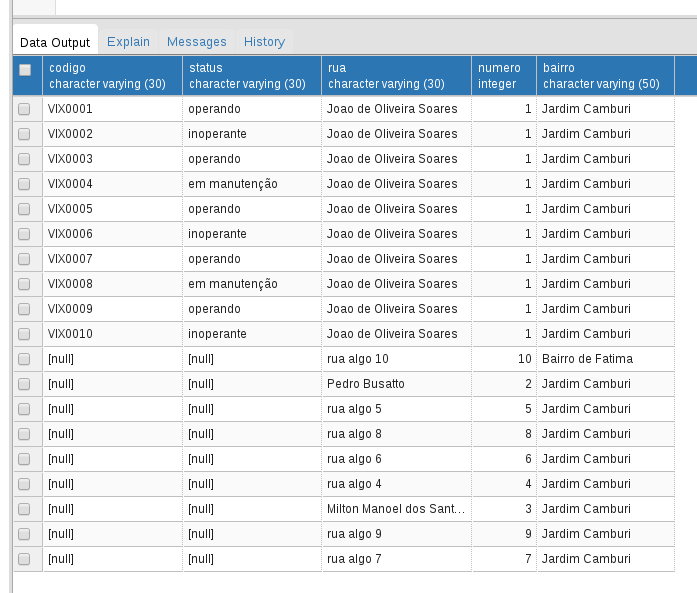 Data Output Explain Messages History
codigo status rua numero bairro
character varying (30) character varying (30) character varying (30) integer character varying (50)
VIX0001 operando Joao de Oliveira Soares 1 Jardim Camburi
VIX0002 inoperante Joao de Oliveira Soares 1 Jardim Camburi
VIX0003 operando Joao de Oliveira Soares 1 Jardim Camburi
VIX0004 em manutenção Joao de Oliveira Soares 1 Jardim Camburi
VIX0005 operando Joao de Oliveira Soares 1 Jardim Camburi
VIX0006 inoperante Joao de Oliveira Soares 1 Jardim Camburi
VIX0007 operando Joao de Oliveira Soares 1 Jardim Camburi
VIX0008 em manutenção Joao de Oliveira Soares 1 Jardim Camburi
VIX0009 operando Joao de Oliveira Soares 1 Jardim Camburi
VIX0010 inoperante Joao de Oliveira Soares 1 Jardim Camburi
[null] [null] rua algo 10 10 Bairro de Fatima
[null] [null] Pedro Busatto 2 Jardim Camburi
[null] [null] rua algo 5 5 Jardim Camburi
[null] [null] rua algo 8 8 Jardim Camburi
[null] [null] rua algo 6 6 Jardim Camburi
[null] [null] rua algo 4 4 Jardim Camburi
[null] [null] Milton Manoel dos Sant... 3 Jardim Camburi
[null] [null] rua algo 9 9 Jardim Camburi
[null] [null] rua algo 7 7 Jardim Camburi